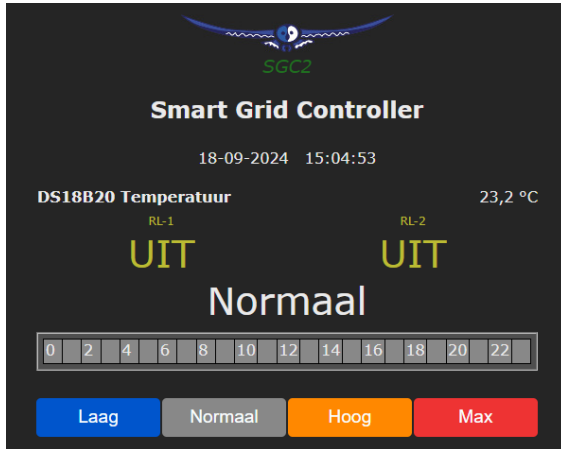 SGC2
Smart Grid Controller
18-09-2024 15:04:53
DS18B20 Temperatuur 23,2 °C
RL-1 RL-2
UIT UIT
Normaal
0 2 4 6 8 10 12 14 16 18 20 22
Laag Normaal Hoog Max